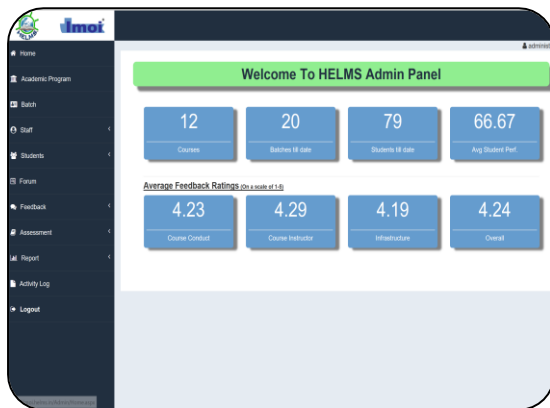 HELMS
Imoi
administ
Home
Academic Program
Batch
Staff
Students
Forum
Feedback
Assessment
Report
Activity Log
Logout
Welcome To HELMS Admin Panel
12
Courses
20
Batches till date
79
Students till date
66.67
Avg Student Perf.
Average Feedback Ratings (On a scale of 1-5)
4.23
Course Conduct
4.29
Course Instructor
4.19
Infrastructure
4.24
Overall